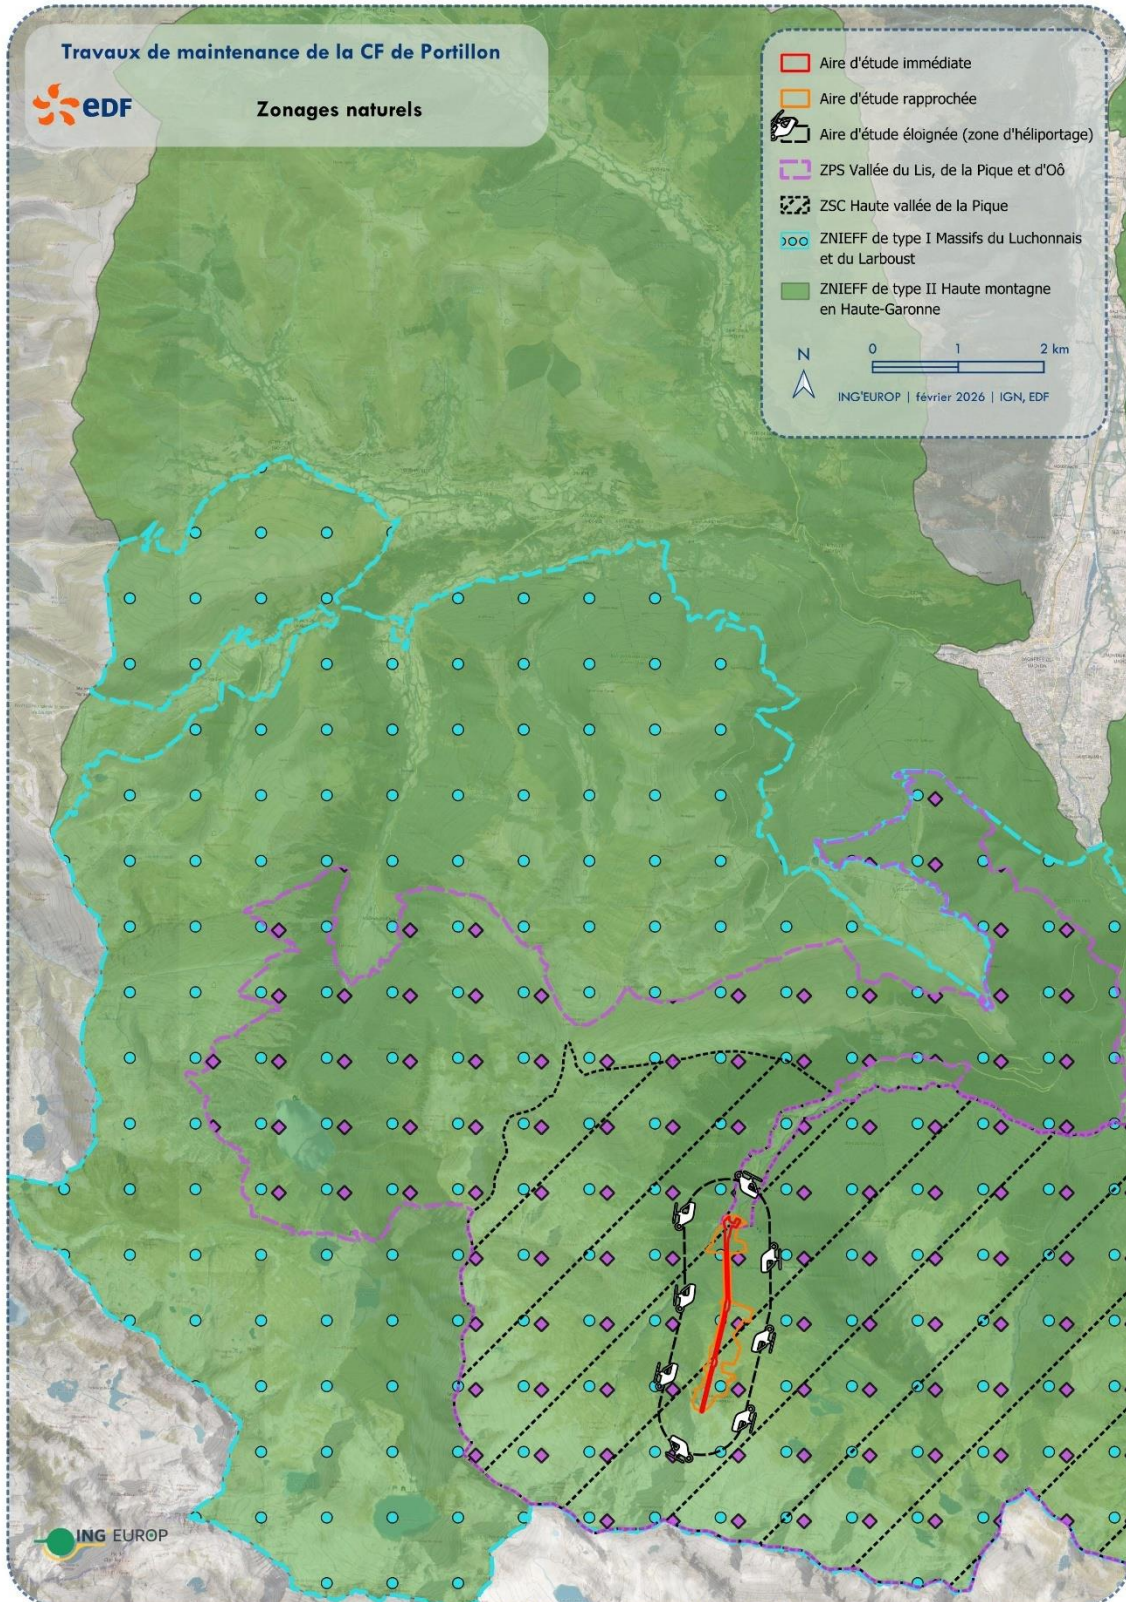 Travaux de maintenance de la CF de Portillon
eDF
Zonages naturels
Aire d'étude immédiate
Aire d'étude rapprochée
Aire d'étude éloignée (zone d'héliportage)
ZPS Vallée du Lis, de la Pique et d'Oô
ZSC Haute vallée de la Pique
ZNIEFF de type I Massifs du Luchonnais
et du Larboust
ZNIEFF de type II Haute montagne
en Haute-Garonne
N
0 1 2 km
ING'EUROP | février 2026 | IGN, EDF
ING EUROP